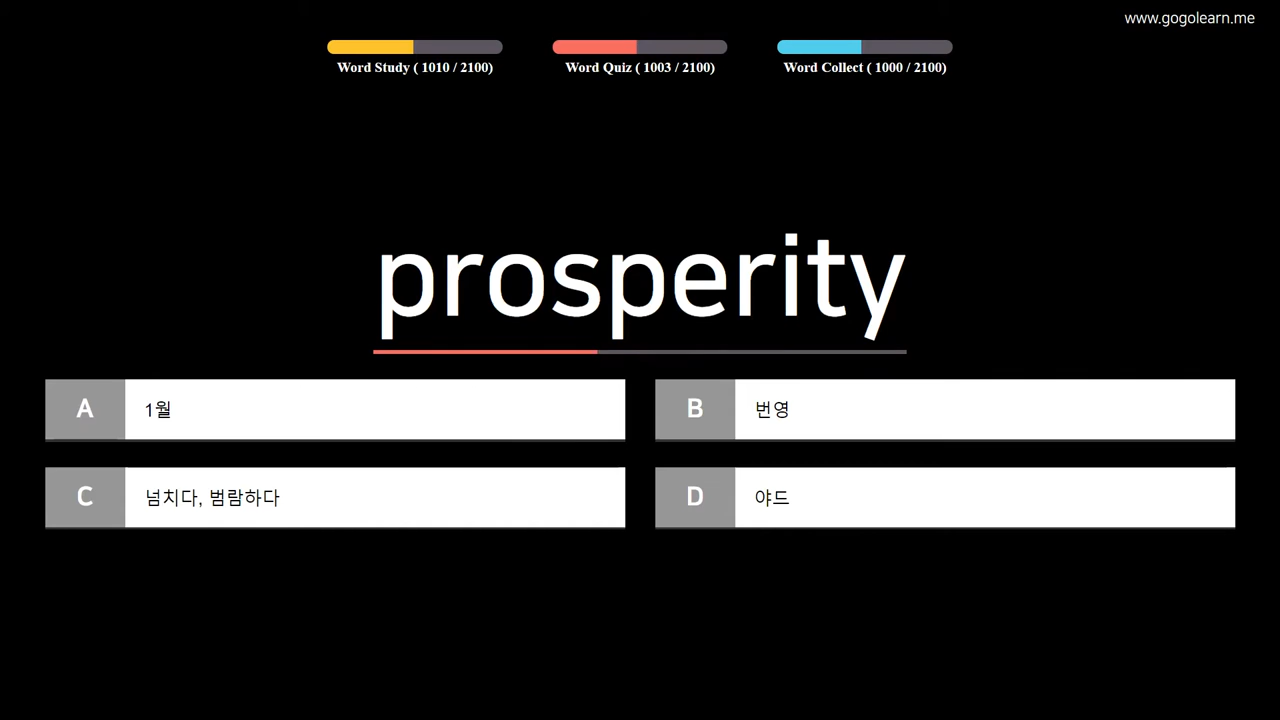 www.gogolearn.me
Word Study ( 1010 / 2100)
Word Quiz ( 1003 / 2100)
Word Collect ( 1000 / 2100)
prosperity
A 1월
B 번영
C 넘치다, 범람하다
D 야드